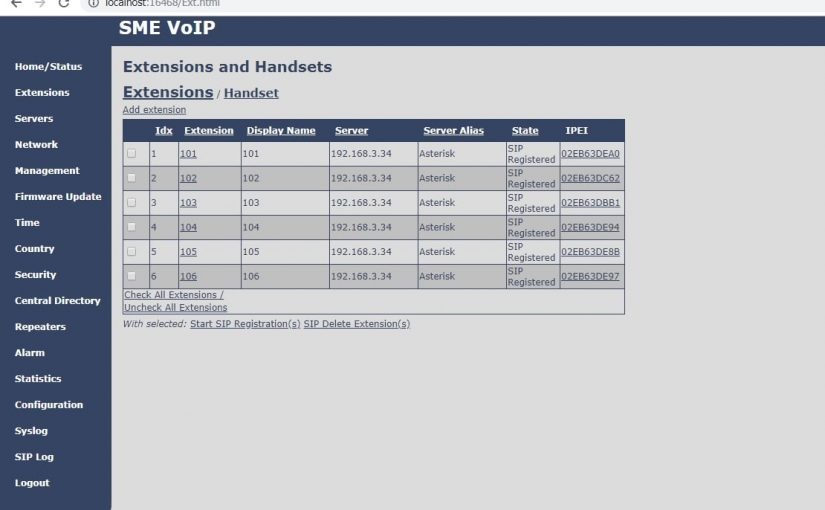 localhost:16468/Ext.html
SME VoIP
Home/Status
Extensions
Servers
Network
Management
Firmware Update
Time
Country
Security
Central Directory
Repeaters
Alarm
Statistics
Configuration
Syslog
SIP Log
Logout
Extensions and Handsets
Extensions / Handset
Add extension
Idx Extension Display Name Server Server Alias State IPEI
1 101 101 192.168.3.34 Asterisk SIP Registered 02EB63DEA0
2 102 102 192.168.3.34 Asterisk SIP Registered 02EB63DC62
3 103 103 192.168.3.34 Asterisk SIP Registered 02EB63DBB1
4 104 104 192.168.3.34 Asterisk SIP Registered 02EB63DE94
5 105 105 192.168.3.34 Asterisk SIP Registered 02EB63DE8B
6 106 106 192.168.3.34 Asterisk SIP Registered 02EB63DE97
Check All Extensions /
Uncheck All Extensions
With selected: Start SIP Registration(s) SIP Delete Extension(s)